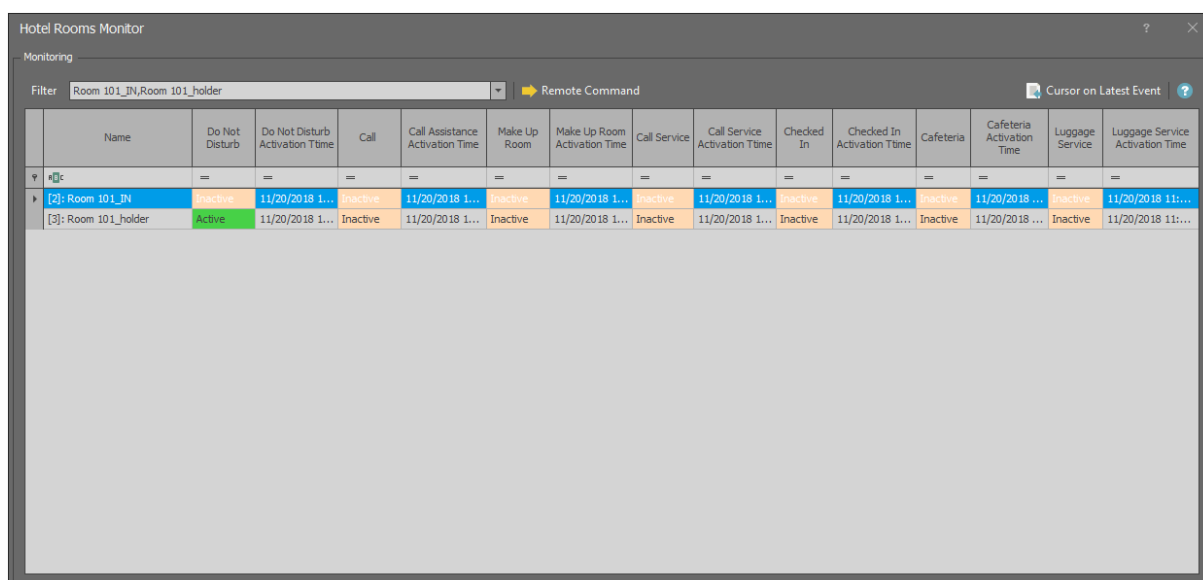 Hotel Rooms Monitor
?
Monitoring
Filter Room 101_IN,Room 101_holder Remote Command Cursor on Latest Event ?
Name Do Not Disturb Do Not Disturb Activation Ttime Call Call Assistance Activation Time Make Up Room Make Up Room Activation Time Call Service Call Service Activation Ttime Checked In Checked In Activation Ttime Cafeteria Cafeteria Activation Time Luggage Service Luggage Service Activation Time
= = = = = = = = = = = = = =
[2]: Room 101_IN Inactive 11/20/2018 1... Inactive 11/20/2018 1... Inactive 11/20/2018 1... Inactive 11/20/2018 1... Inactive 11/20/2018 1... Inactive 11/20/2018 ... Inactive 11/20/2018 11:...
[3]: Room 101_holder Active 11/20/2018 1... Inactive 11/20/2018 1... Inactive 11/20/2018 1... Inactive 11/20/2018 1... Inactive 11/20/2018 1... Inactive 11/20/2018 ... Inactive 11/20/2018 11:...